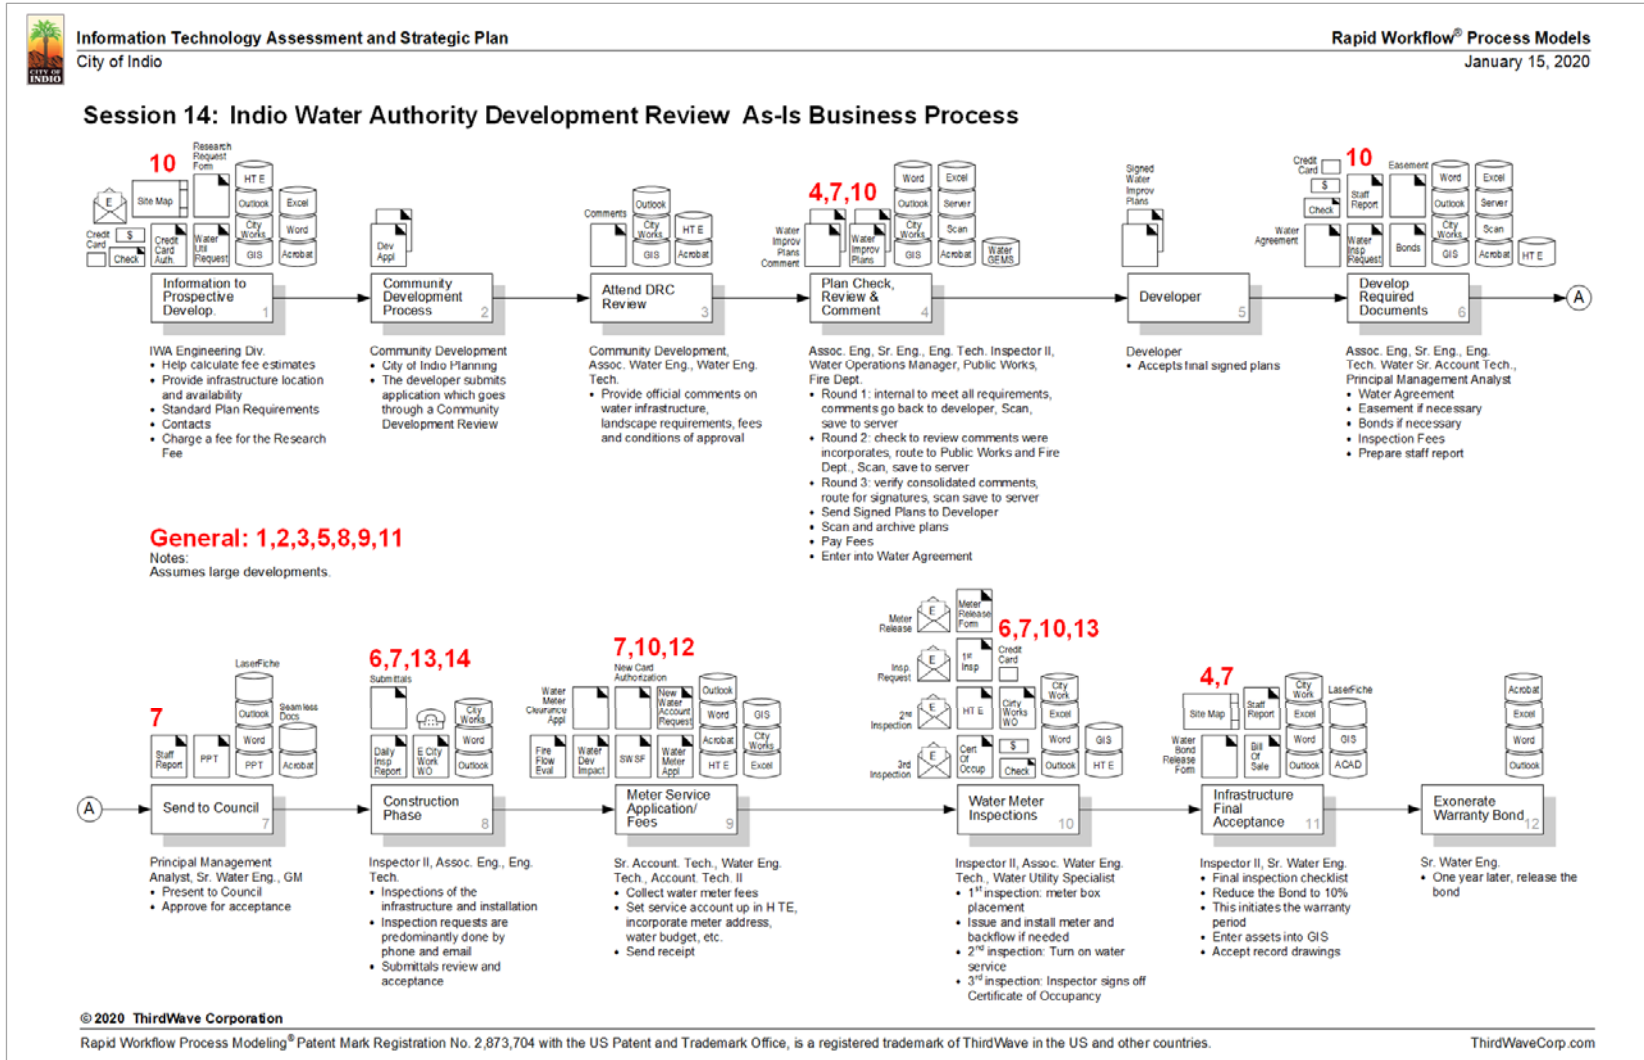 CITY OF
INDIO
Information Technology Assessment and Strategic Plan
Rapid Workflow® Process Models
City of Indio
January 15, 2020
Session 14: Indio Water Authority Development Review As-Is Business Process
10
Research
Request
Form
E
Site Map
HT E
Outlook
City
Works
GIS
Excel
Word
Acrobat
Credit
Card
$
Check
Credit
Card
Auth.
Water
Util
Request
Information to
Prospective
Develop.
1
IWA Engineering Div.
• Help calculate fee estimates
• Provide infrastructure location
and availability
• Standard Plan Requirements
• Contacts
• Charge a fee for the Research
Fee
Dev
Appl
Community
Development
Process
2
Community Development
• City of Indio Planning
• The developer submits
application which goes
through a Community
Development Review
Comments
Outlook
City
Works
GIS
HT E
Acrobat
Attend DRC
Review
3
Community Development,
Assoc. Water Eng., Water Eng.
Tech.
• Provide official comments on
water infrastructure,
landscape requirements, fees
and conditions of approval
4,7,10
Water
Improv
Plans
Comment
Water
Improv
Plans
Word
Outlook
City
Works
GIS
Excel
Server
Scan
Acrobat
Water
GEMS
Plan Check,
Review &
Comment
4
Assoc. Eng, Sr. Eng., Eng. Tech. Inspector II,
Water Operations Manager, Public Works,
Fire Dept.
• Round 1: internal to meet all requirements,
comments go back to developer, Scan,
save to server
• Round 2: check to review comments were
incorporates, route to Public Works and Fire
Dept., Scan, save to server
• Round 3: verify consolidated comments,
route for signatures, scan save to server
• Send Signed Plans to Developer
• Scan and archive plans
• Pay Fees
• Enter into Water Agreement
Signed
Water
Improv
Plans
Developer
5
Developer
• Accepts final signed plans
Credit
Card
10
$
Check
Staff
Report
Easement
Water
Agreement
Water
Insp
Request
Bonds
Word
Outlook
City
Works
GIS
Excel
Server
Scan
Acrobat
HT E
Develop
Required
Documents
6
A
Assoc. Eng, Sr. Eng., Eng.
Tech. Water Sr. Account Tech.,
Principal Management Analyst
• Water Agreement
• Easement if necessary
• Bonds if necessary
• Inspection Fees
• Prepare staff report
General: 1,2,3,5,8,9,11
Notes:
Assumes large developments.
A
7
Staff
Report
PPT
LaserFiche
Outlook
Word
PPT
Seamless
Docs
Acrobat
Send to Council
7
Principal Management
Analyst, Sr. Water Eng., GM
• Present to Council
• Approve for acceptance
6,7,13,14
Submittals
Daily
Insp
Report
E City
Work
WO
City
Works
Word
Outlook
Construction
Phase
8
Inspector II, Assoc. Eng., Eng.
Tech.
• Inspections of the
infrastructure and installation
• Inspection requests are
predominantly done by
phone and email
• Submittals review and
acceptance
7,10,12
New Card
Authorization
Water
Meter
Clearance
Appl
New
Water
Account
Request
Fire
Flow
Eval
Water
Dev
Impact
SWSF
Water
Meter
Appl
Outlook
Word
Acrobat
HT E
GIS
City
Works
Excel
Meter Service
Application/
Fees
9
Sr. Account. Tech., Water Eng.
Tech., Account. Tech. II
• Collect water meter fees
• Set service account up in H TE,
incorporate meter address,
water budget, etc.
• Send receipt
Meter
Release
E
Meter
Release
Form
6,7,10,13
Insp.
Request
E
1st
Insp
Credit
Card
2nd
Inspection
E
HT E
Cirty
Works
WO
3rd
Inspection
E
Cert
Of
Occup
$
Check
City
Work
Excel
Word
Outlook
GIS
HT E
Water Meter
Inspections
10
Inspector II, Assoc. Water Eng.
Tech., Water Utility Specialist
• 1st inspection: meter box
placement
• Issue and install meter and
backflow if needed
• 2nd inspection: Turn on water
service
• 3rd inspection: Inspector signs off
Certificate of Occupancy
4,7
Site Map
Staff
Report
Water
Bond
Release
Form
Bill
Of
Sale
City
Work
Excel
Word
Outlook
LaserFiche
GIS
ACAD
Infrastructure
Final
Acceptance
11
Inspector II, Sr. Water Eng.
• Final inspection checklist
• Reduce the Bond to 10%
• This initiates the warranty
period
• Enter assets into GIS
• Accept record drawings
Acrobat
Excel
Word
Outlook
Exonerate
Warranty Bond
12
Sr. Water Eng.
• One year later, release the
bond
© 2020 ThirdWave Corporation
Rapid Workflow Process Modeling® Patent Mark Registration No. 2,873,704 with the US Patent and Trademark Office, is a registered trademark of ThirdWave in the US and other countries.
ThirdWaveCorp.com